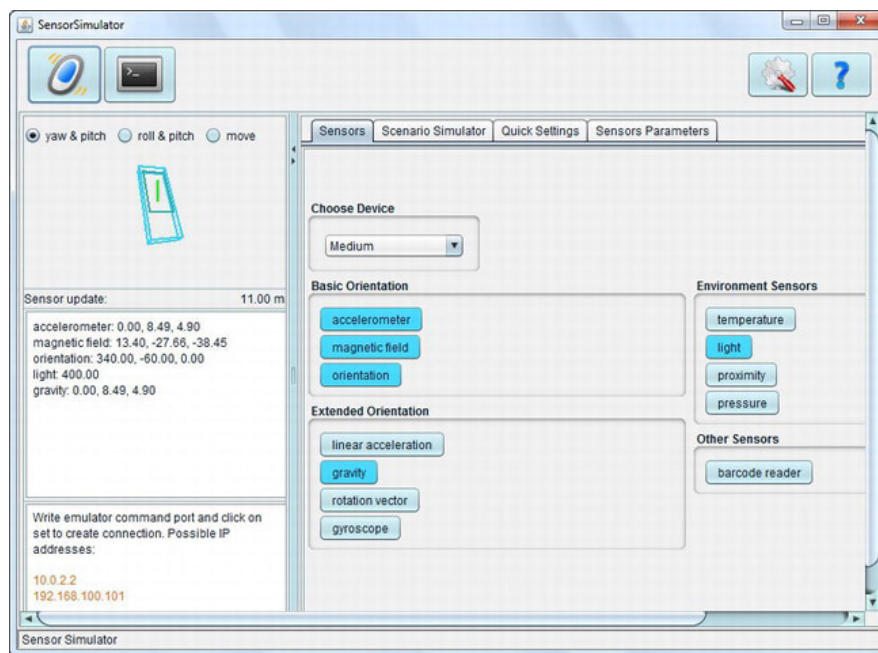 SensorSimulator
yaw & pitch roll & pitch move
Sensor update: 11.00 m
accelerometer: 0.00, 8.49, 4.90
magnetic field: 13.40, -27.66, -38.45
orientation: 340.00, -60.00, 0.00
light: 400.00
gravity: 0.00, 8.49, 4.90
Write emulator command port and click on
set to create connection. Possible IP
addresses:
10.0.2.2
192.168.100.101
Sensors Scenario Simulator Quick Settings Sensors Parameters
Choose Device
Medium
Basic Orientation
accelerometer
magnetic field
orientation
Extended Orientation
linear acceleration
gravity
rotation vector
gyroscope
Environment Sensors
temperature
light
proximity
pressure
Other Sensors
barcode reader
Sensor Simulator